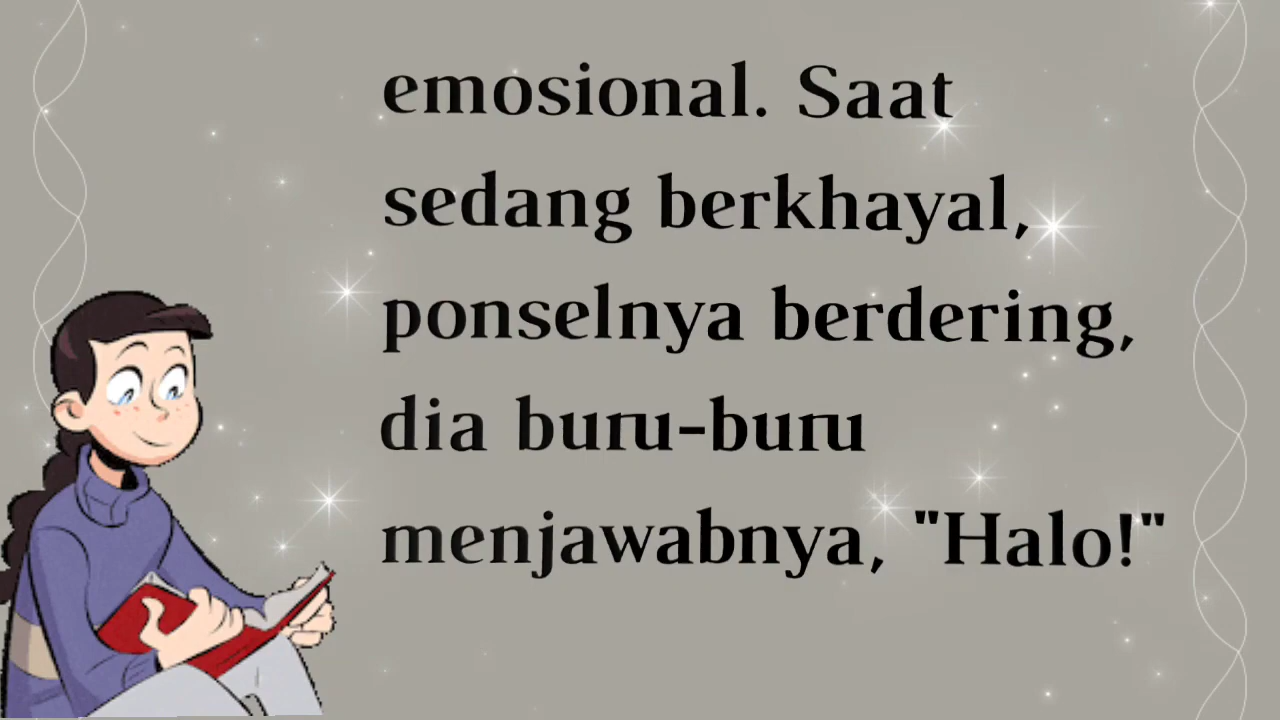 emosional. Saat
sedang berkhayal,
ponselnya berdering,
dia buru-buru
menjawabnya, "Halo!"